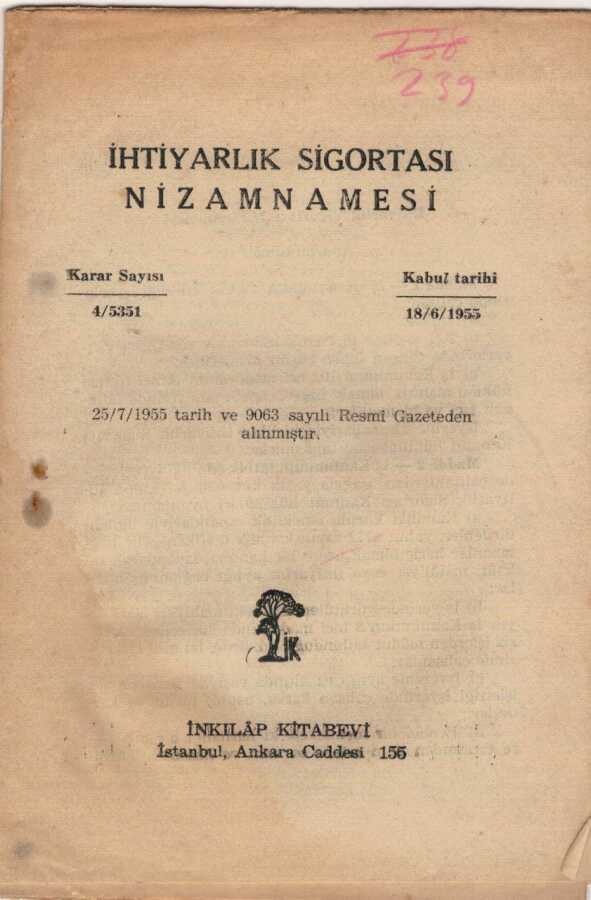 238
239
İHTİYARLIK SİGORTASI
NİZAMNAMESİ
Karar Sayısı
Kabul tarihi
4/5351
18/6/1955
25/7/1955 tarih ve 9063 sayılı Resmî Gazeteden
alınmıştır.
İK
İNKILÂP KİTABEVİ
İstanbul, Ankara Caddesi 155